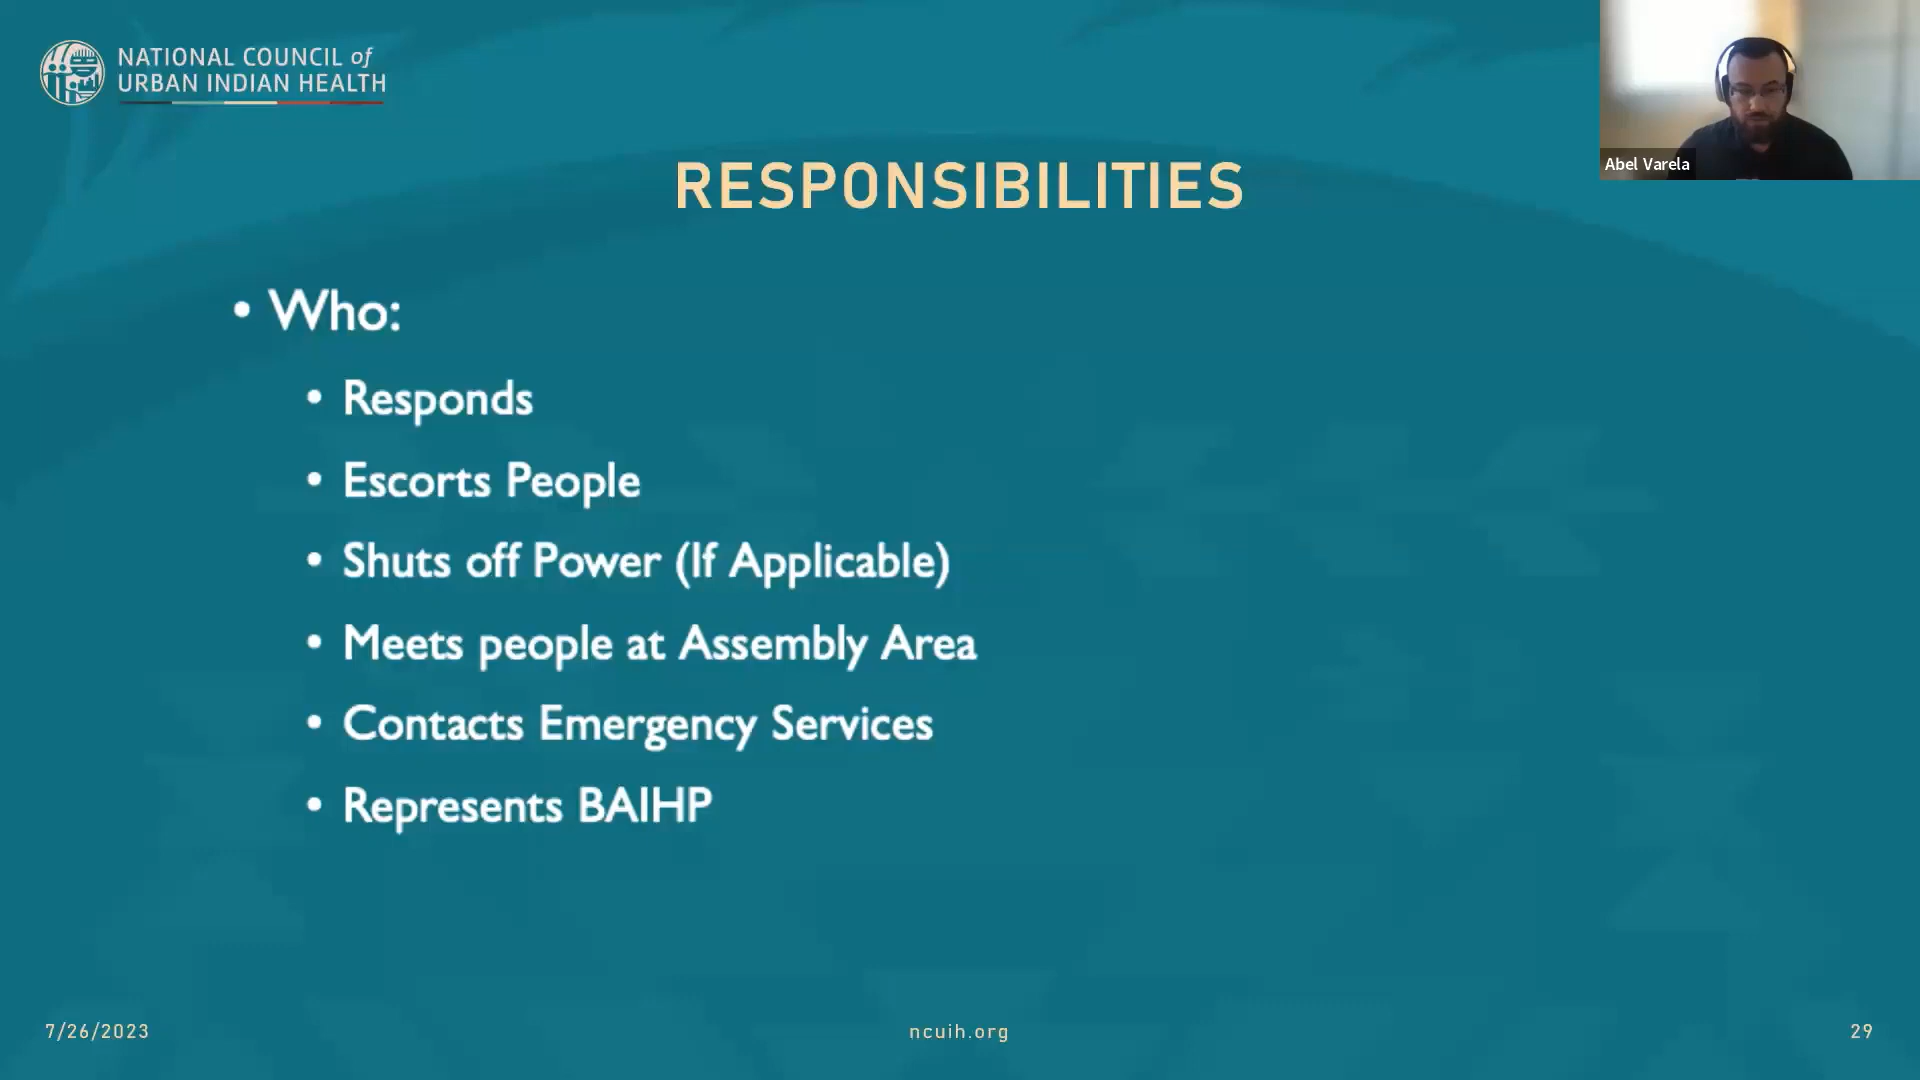 NATIONAL COUNCIL of
URBAN INDIAN HEALTH
Abel Varela
RESPONSIBILITIES
• Who:
• Responds
• Escorts People
• Shuts off Power (If Applicable)
• Meets people at Assembly Area
• Contacts Emergency Services
• Represents BAIHP
7/26/2023
ncuih.org
29